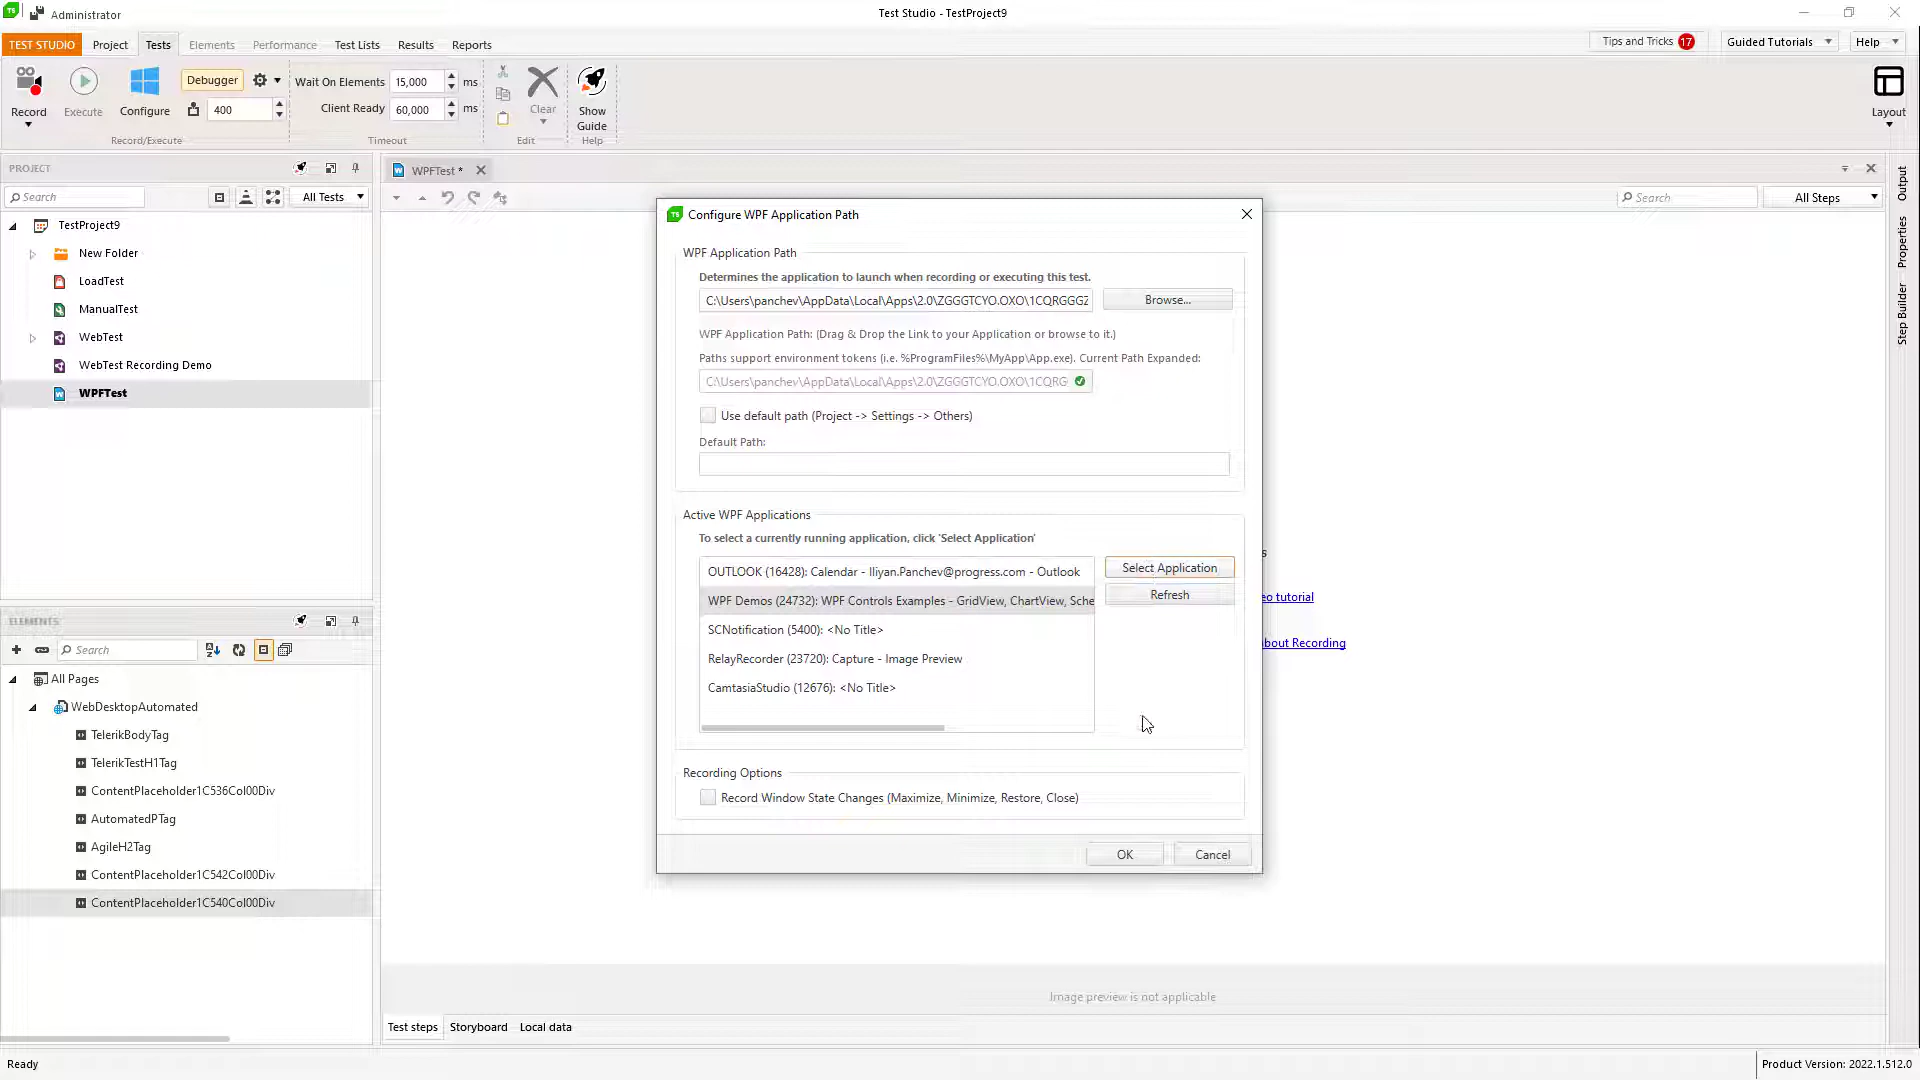 TS
Administrator
Test Studio - TestProject9
TEST STUDIO
Project
Tests
Elements
Performance
Test Lists
Results
Reports
Tips and Tricks 17
Guided Tutorials
Help
Record
Execute
Configure
Debugger
400
Record/Execute
Wait On Elements 15,000 ms
Client Ready 60,000 ms
Timeout
Clear
Edit
Show
Guide
Help
Layout
PROJECT
Search
All Tests
TestProject9
New Folder
LoadTest
ManualTest
WebTest
WebTest Recording Demo
WPFTest
ELEMENTS
Search
All Pages
WebDesktopAutomated
TelerikBodyTag
TelerikTestH1Tag
ContentPlaceholder1C536Col00Div
AutomatedPTag
AgileH2Tag
ContentPlaceholder1C542Col00Div
ContentPlaceholder1C540Col00Div
WPFTest *
Search
All Steps
Configure WPF Application Path
WPF Application Path
Determines the application to launch when recording or executing this test.
C:\Users\panchev\AppData\Local\Apps\2.0\ZGGGTCYO.OXO\1CQRGGGZ
Browse...
WPF Application Path: (Drag & Drop the Link to your Application or browse to it.)
Paths support environment tokens (i.e. %ProgramFiles%\MyApp\App.exe). Current Path Expanded:
C:\Users\panchev\AppData\Local\Apps\2.0\ZGGGTCYO.OXO\1CQRG
Use default path (Project -> Settings -> Others)
Default Path:
Active WPF Applications
To select a currently running application, click 'Select Application'
OUTLOOK (16428): Calendar - Iliyan.Panchev@progress.com - Outlook
WPF Demos (24732): WPF Controls Examples - GridView, ChartView, Sche
SCNotification (5400): <No Title>
RelayRecorder (23720): Capture - Image Preview
CamtasiaStudio (12676): <No Title>
Select Application
Refresh
Recording Options
Record Window State Changes (Maximize, Minimize, Restore, Close)
OK
Cancel
s
eo tutorial
bout Recording
Image preview is not applicable
Test steps
Storyboard
Local data
Output
Properties
Step Builder
Ready
Product Version: 2022.1.512.0